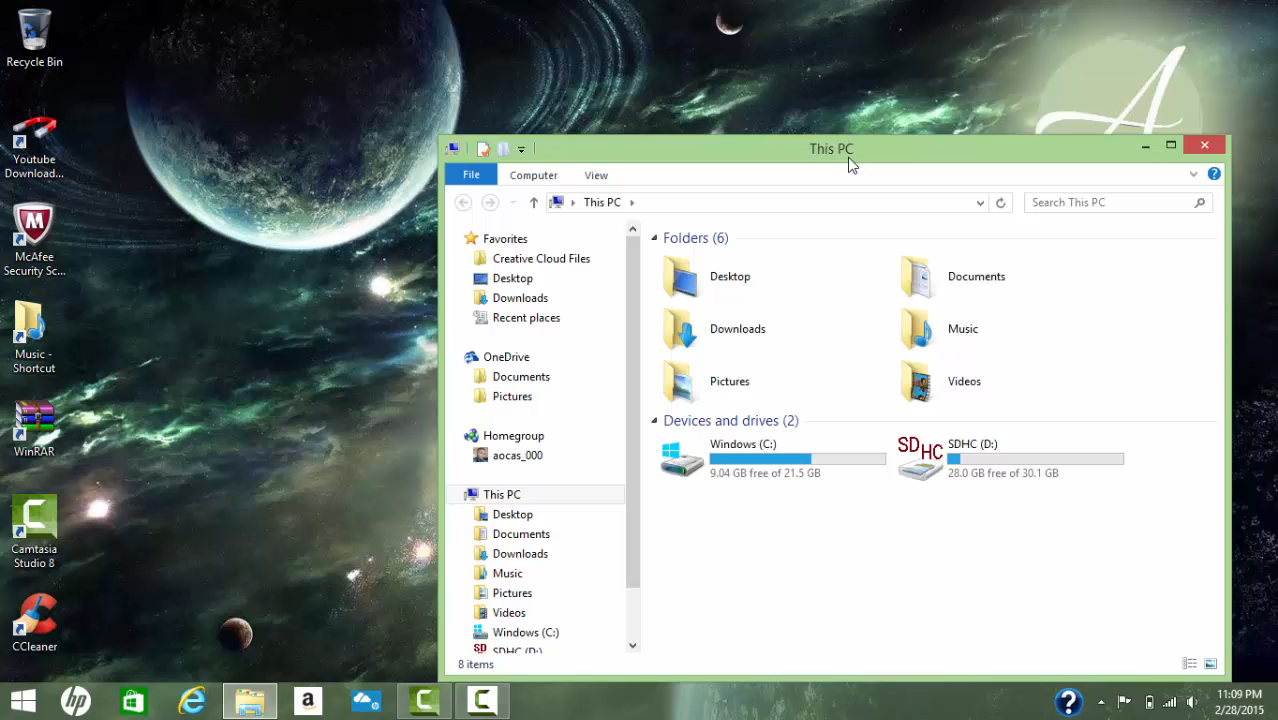 Recycle Bin
Youtube
Download...
McAfee
Security Sc...
Music -
Shortcut
WinRAR
Camtasia
Studio 8
CCleaner
A
This PC
File
Computer
View
This PC
Search This PC
Favorites
Creative Cloud Files
Desktop
Downloads
Recent places
OneDrive
Documents
Pictures
Homegroup
aocas_000
This PC
Desktop
Documents
Downloads
Music
Pictures
Videos
Windows (C:)
SDHC (D:)
Folders (6)
Desktop
Documents
Downloads
Music
Pictures
Videos
Devices and drives (2)
Windows (C:)
9.04 GB free of 21.5 GB
SDHC
SDHC (D:)
28.0 GB free of 30.1 GB
8 items
hp
a
11:09 PM
2/28/2015